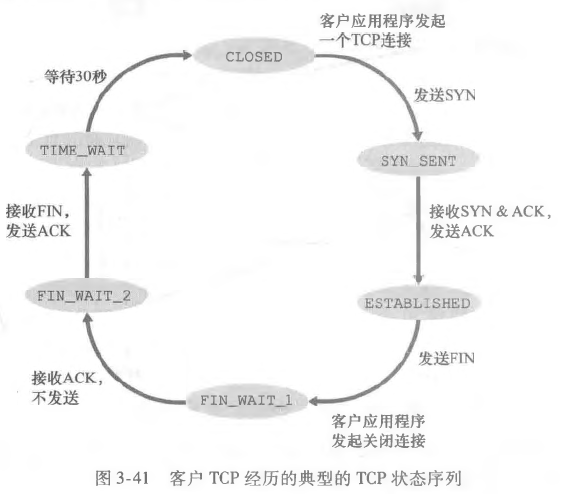 客户应用程序发起
一个TCP连接
CLOSED
等待30秒
发送SYN
TIME_WAIT
SYN_SENT
接收FIN,
发送ACK
接收SYN & ACK,
发送ACK
FIN_WAIT_2
ESTABLISHED
发送FIN
接收ACK,
不发送
FIN_WAIT_1
客户应用程序
发起关闭连接
图 3-41 客户 TCP 经历的典型的 TCP 状态序列